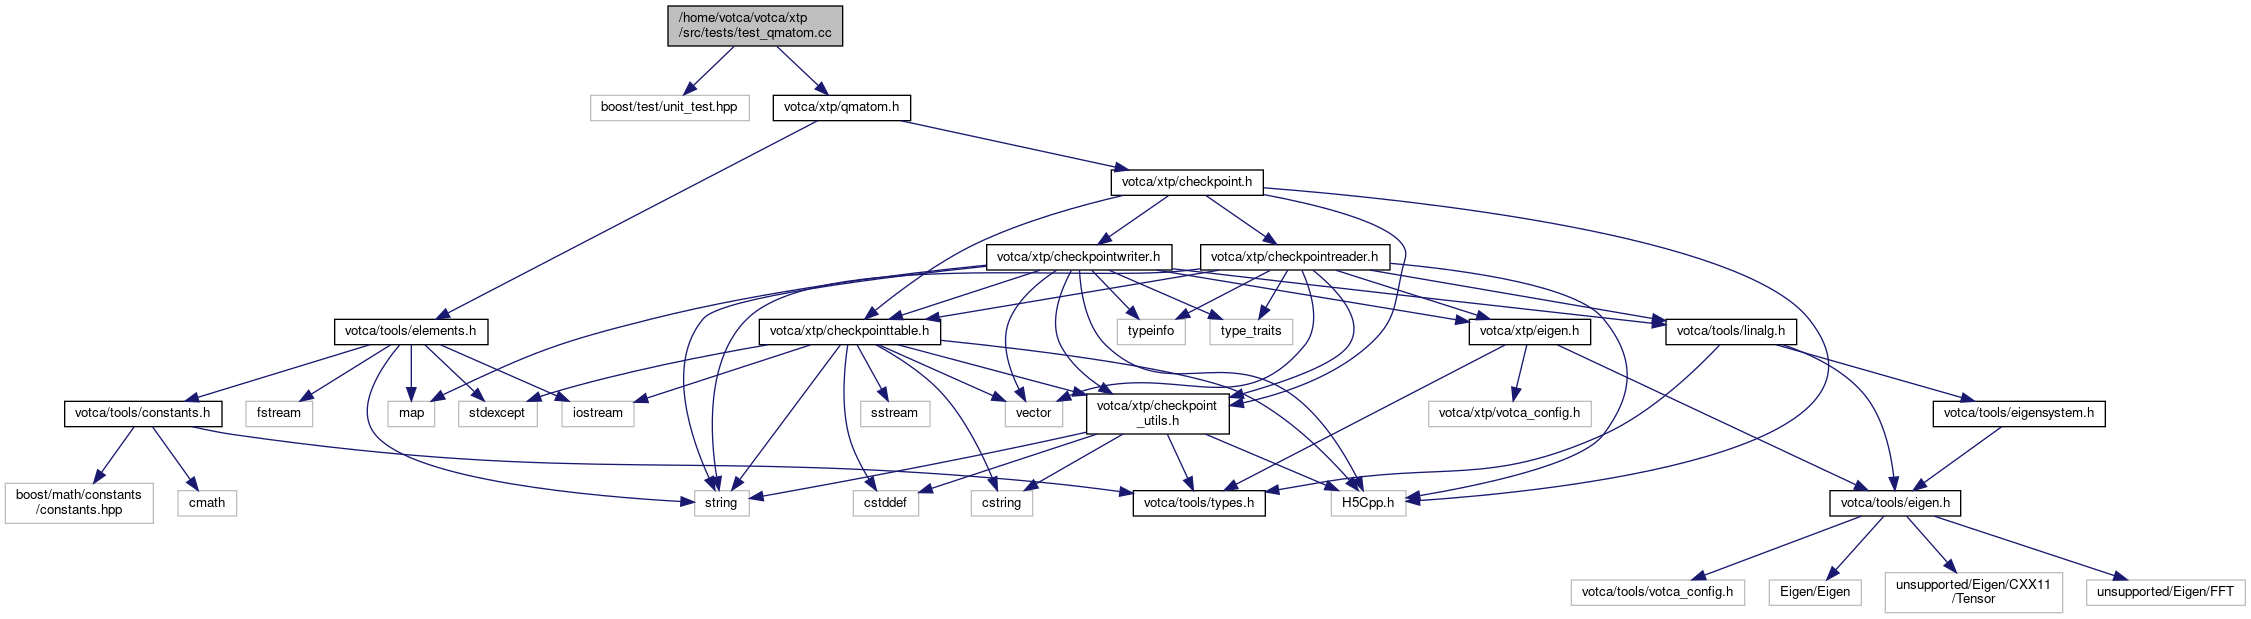 /home/votca/votca/xtp
/src/tests/test_qmatom.cc
boost/test/unit_test.hpp
votca/xtp/qmatom.h
votca/xtp/checkpoint.h
votca/xtp/checkpointwriter.h
votca/xtp/checkpointreader.h
votca/tools/elements.h
votca/xtp/checkpointtable.h
typeinfo
type_traits
votca/xtp/eigen.h
votca/tools/linalg.h
votca/tools/constants.h
fstream
map
stdexcept
iostream
sstream
vector
votca/xtp/checkpoint
_utils.h
votca/xtp/votca_config.h
votca/tools/eigensystem.h
boost/math/constants
/constants.hpp
cmath
string
cstddef
cstring
votca/tools/types.h
H5Cpp.h
votca/tools/eigen.h
votca/tools/votca_config.h
Eigen/Eigen
unsupported/Eigen/CXX11
/Tensor
unsupported/Eigen/FFT